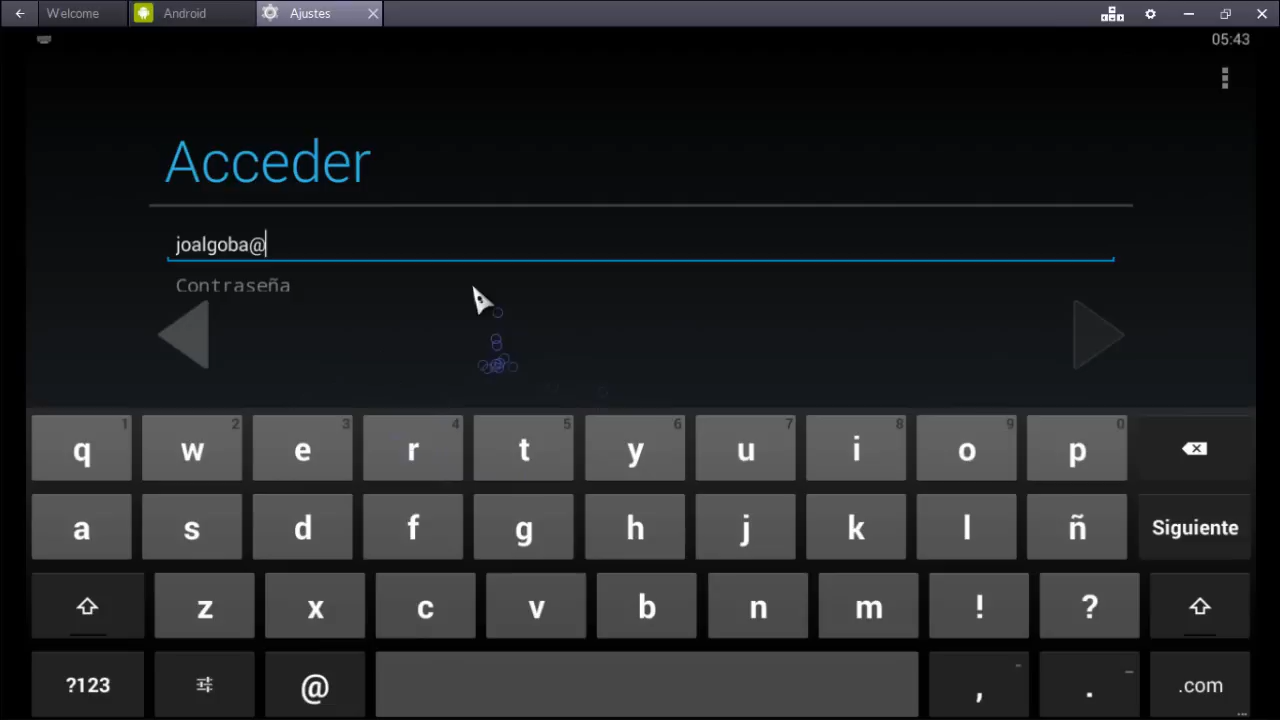 Welcome Android Ajustes
05:43
Acceder
joalgoba@
Contraseña
q 1 w 2 e 3 r 4 t 5 y 6 u 7 i 8 o 9 p 0
a s d f g h j k l ñ Siguiente
z x c v b n m ! ?
?123 @ , - . _ .com ...